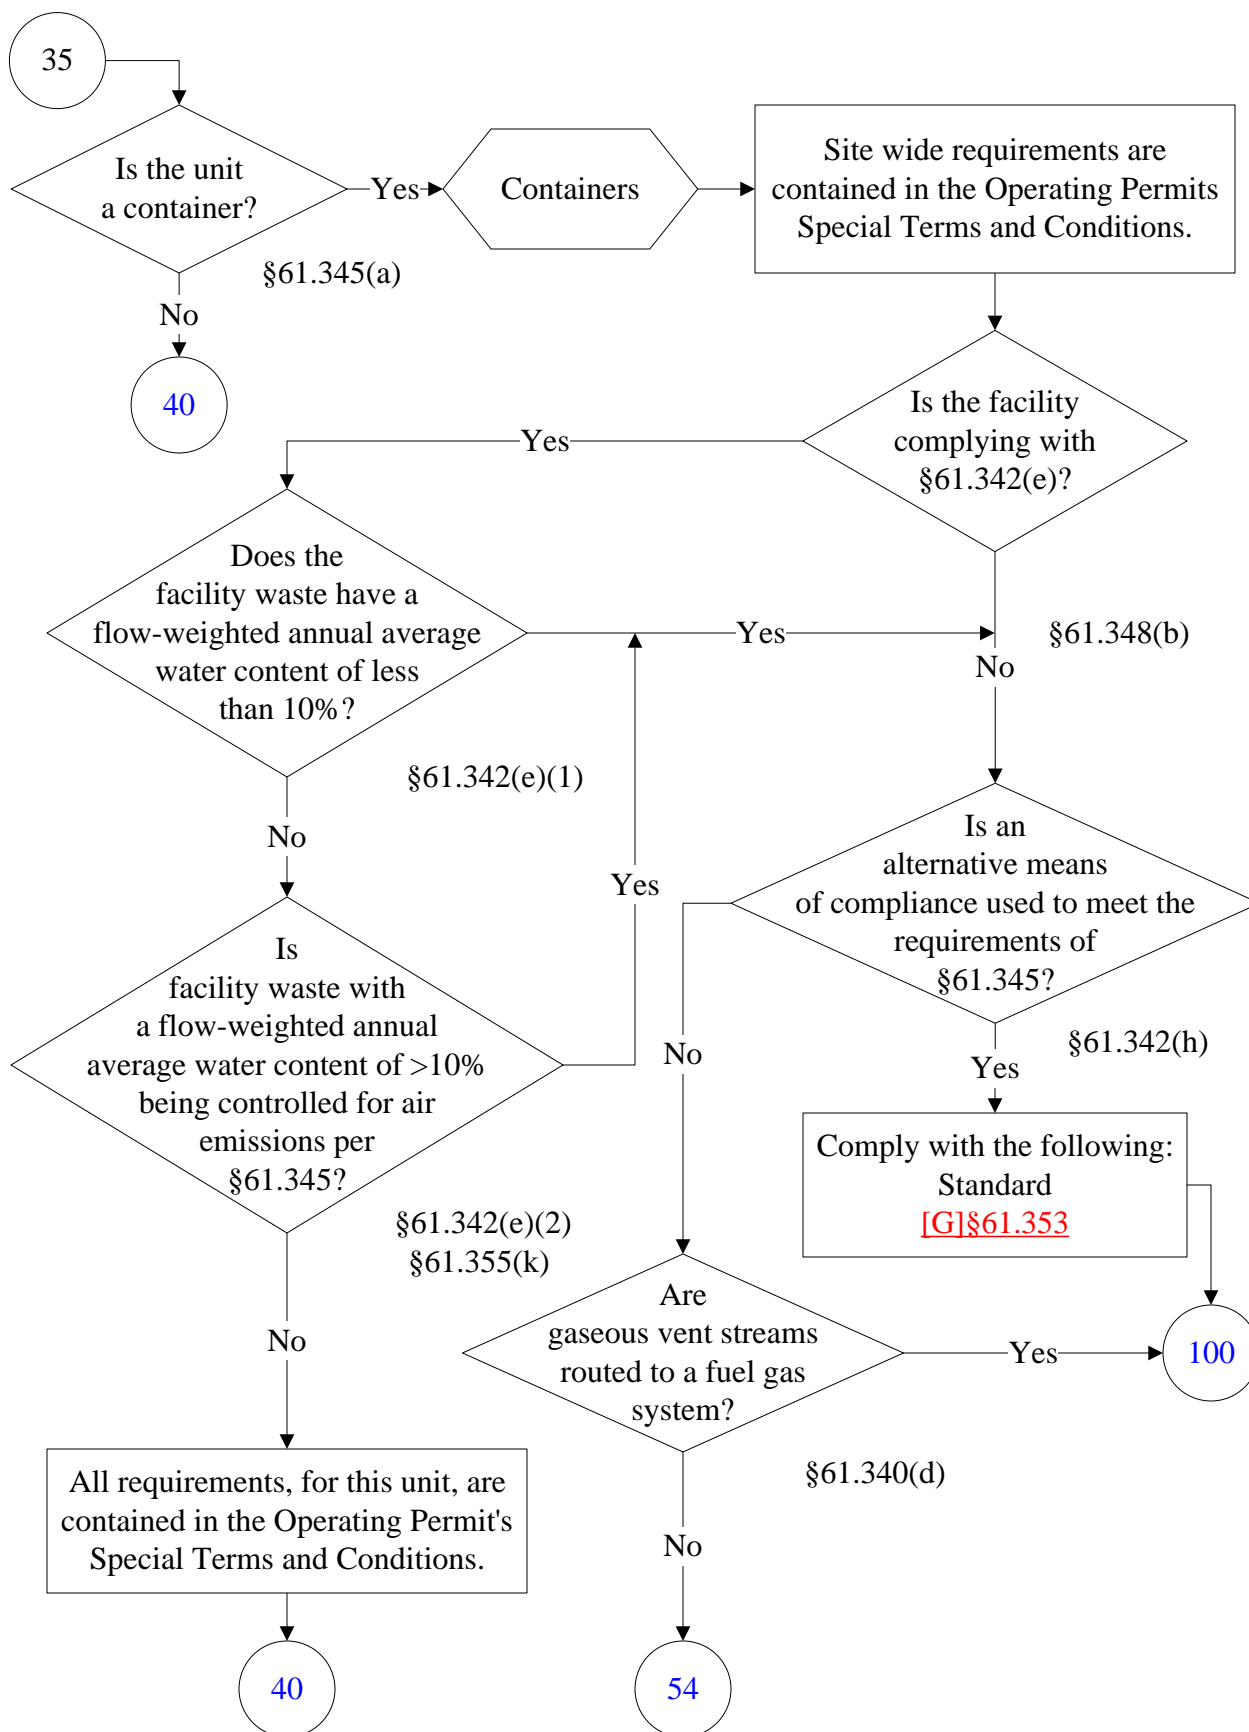 35
Is the unit
a container?
Yes
Containers
Site wide requirements are
contained in the Operating Permits
Special Terms and Conditions.
§61.345(a)
No
40
Is the facility
complying with
§61.342(e)?
Yes
Does the
facility waste have a
flow-weighted annual average
water content of less
than 10%?
Yes
§61.348(b)
No
§61.342(e)(1)
No
Is an
alternative means
of compliance used to meet the
requirements of
§61.345?
Yes
Is
facility waste with
a flow-weighted annual
average water content of >10%
being controlled for air
emissions per
§61.345?
No
§61.342(h)
Yes
Comply with the following:
Standard
[G]§61.353
§61.342(e)(2)
§61.355(k)
Are
gaseous vent streams
routed to a fuel gas
system?
Yes
100
No
§61.340(d)
All requirements, for this unit, are
contained in the Operating Permit's
Special Terms and Conditions.
No
40
54